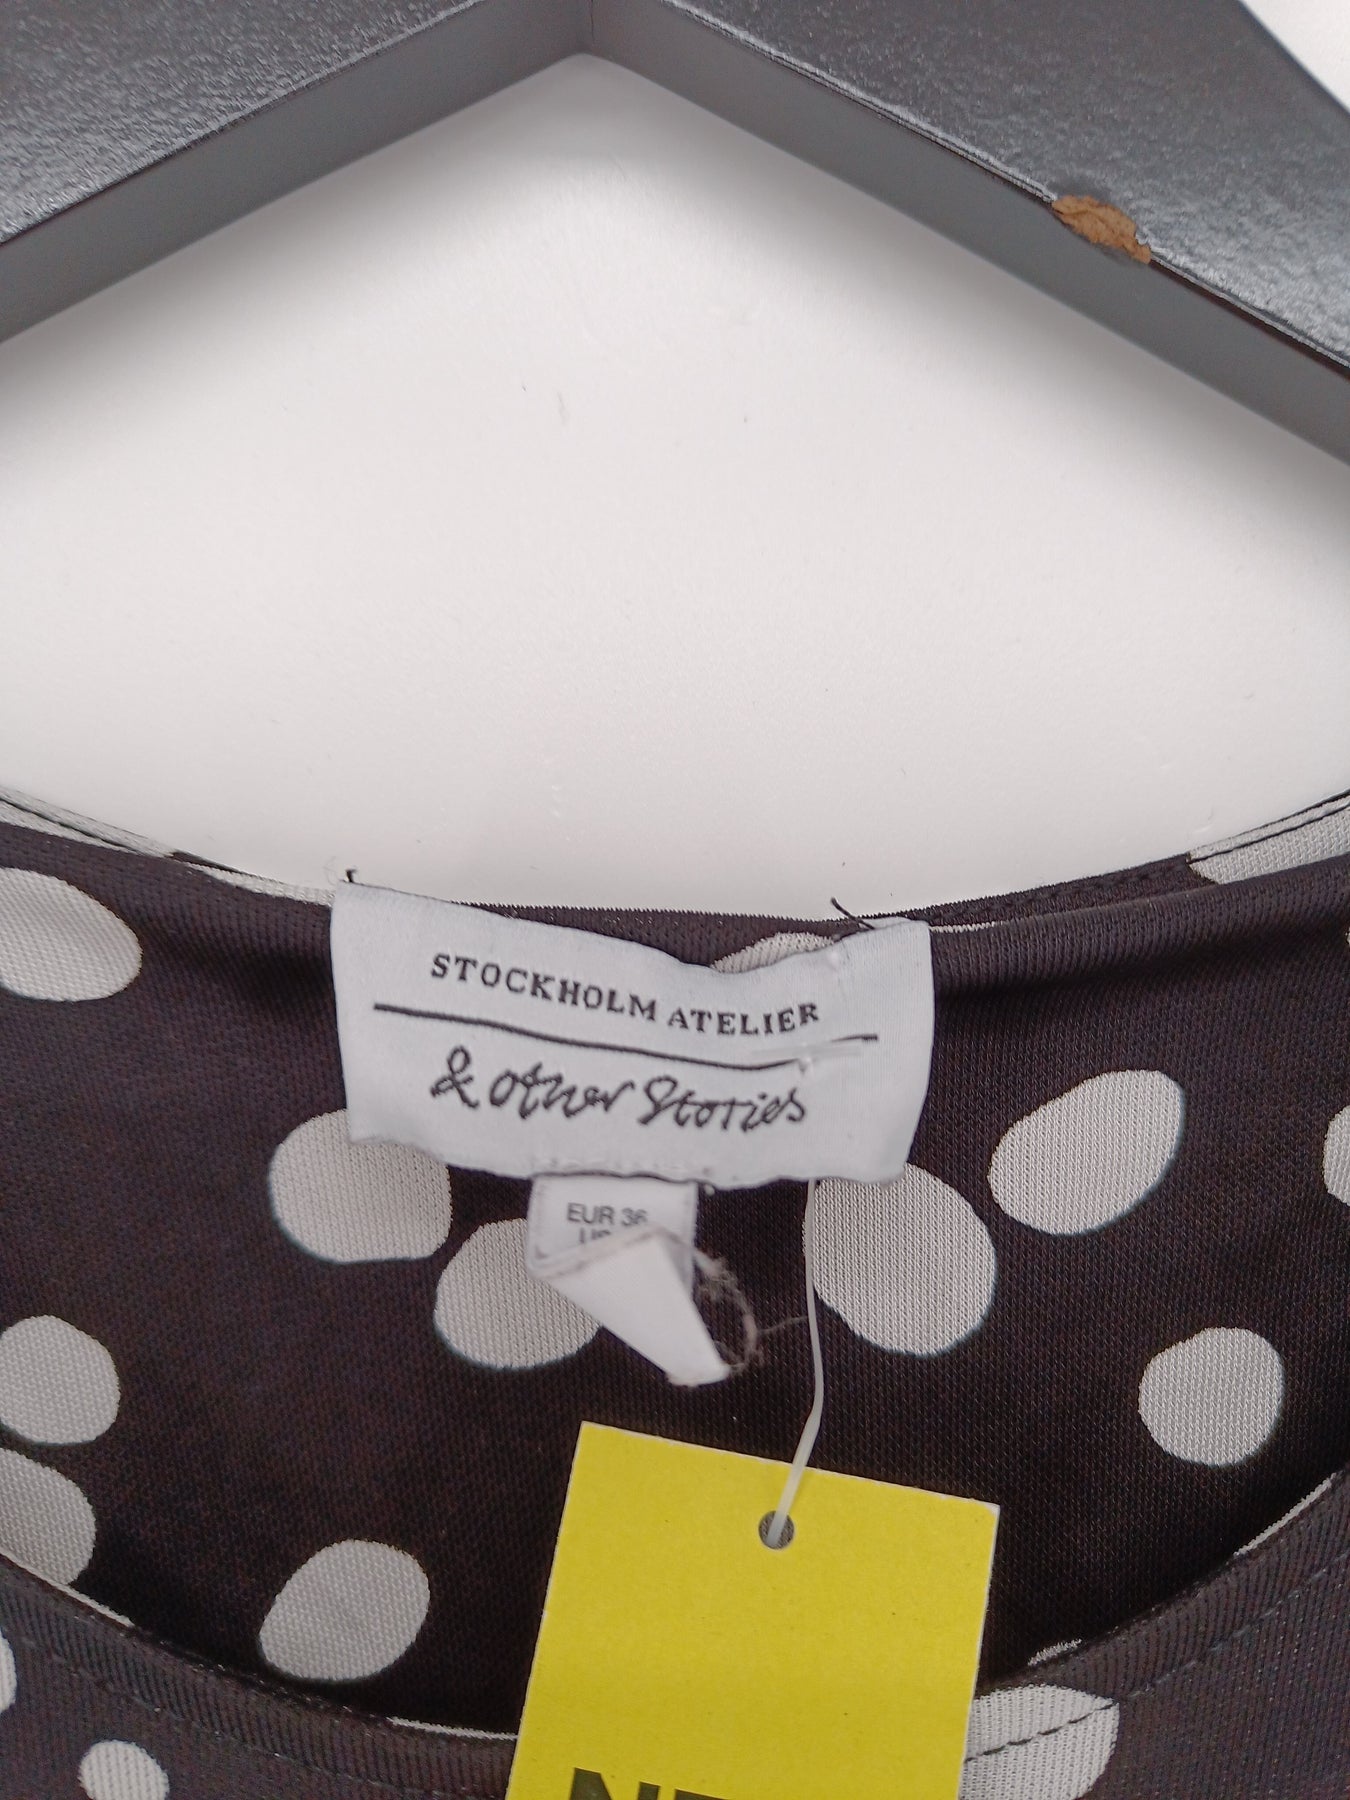 STOCKHOLM ATELIER
& Other Stories
EUR 36